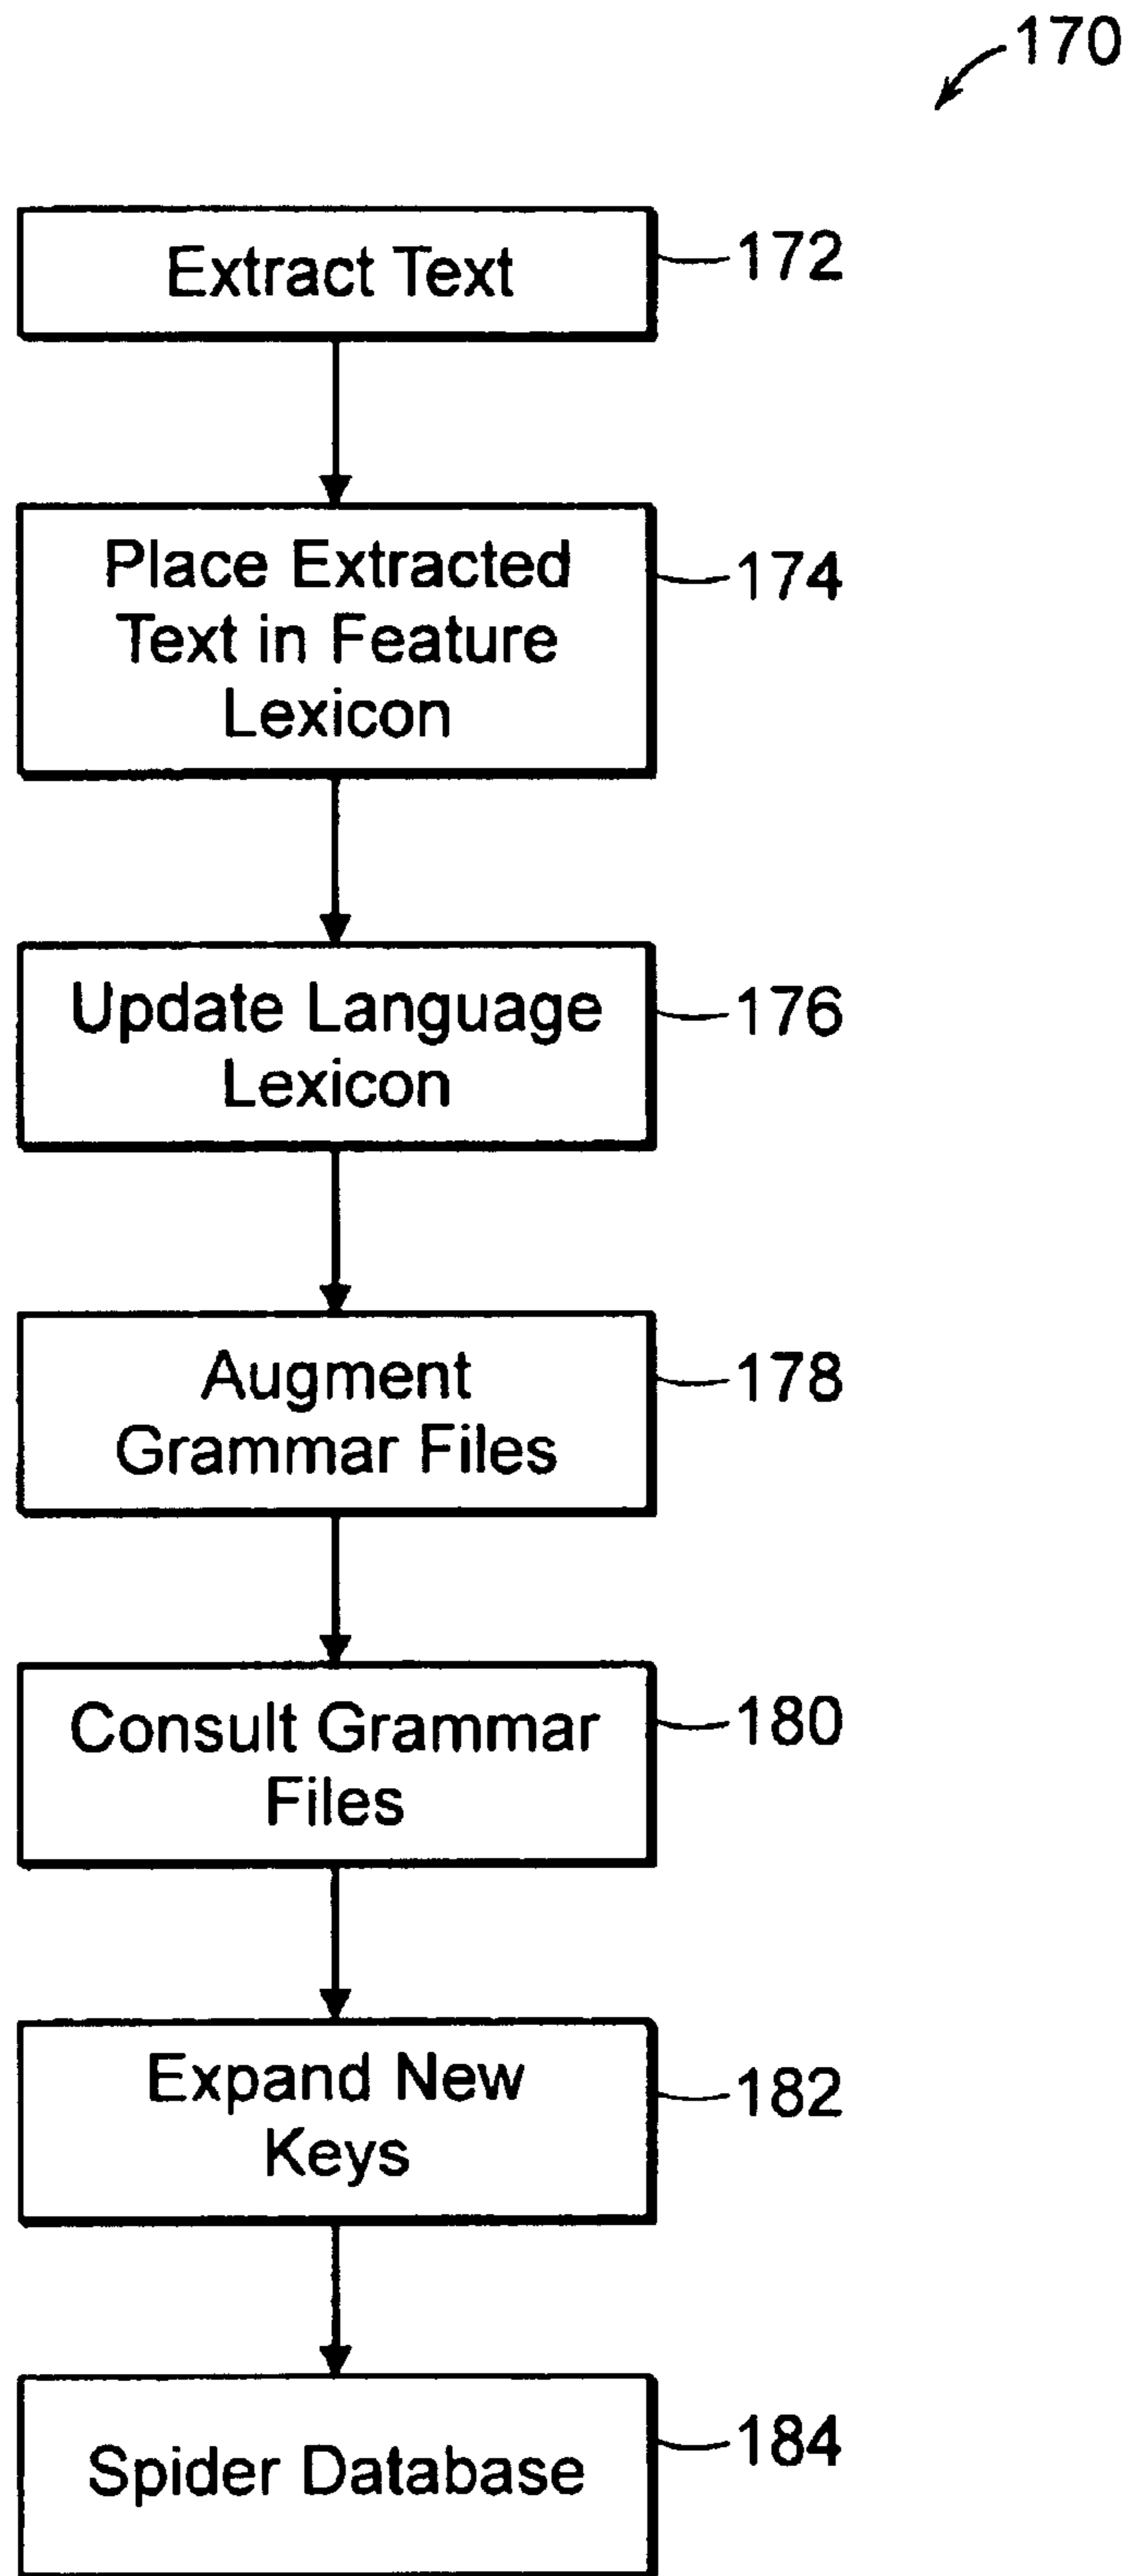 170
Extract Text
172
Place Extracted
Text in Feature
Lexicon
174
Update Language
Lexicon
176
Augment
Grammar Files
178
Consult Grammar
Files
180
Expand New
Keys
182
Spider Database
184